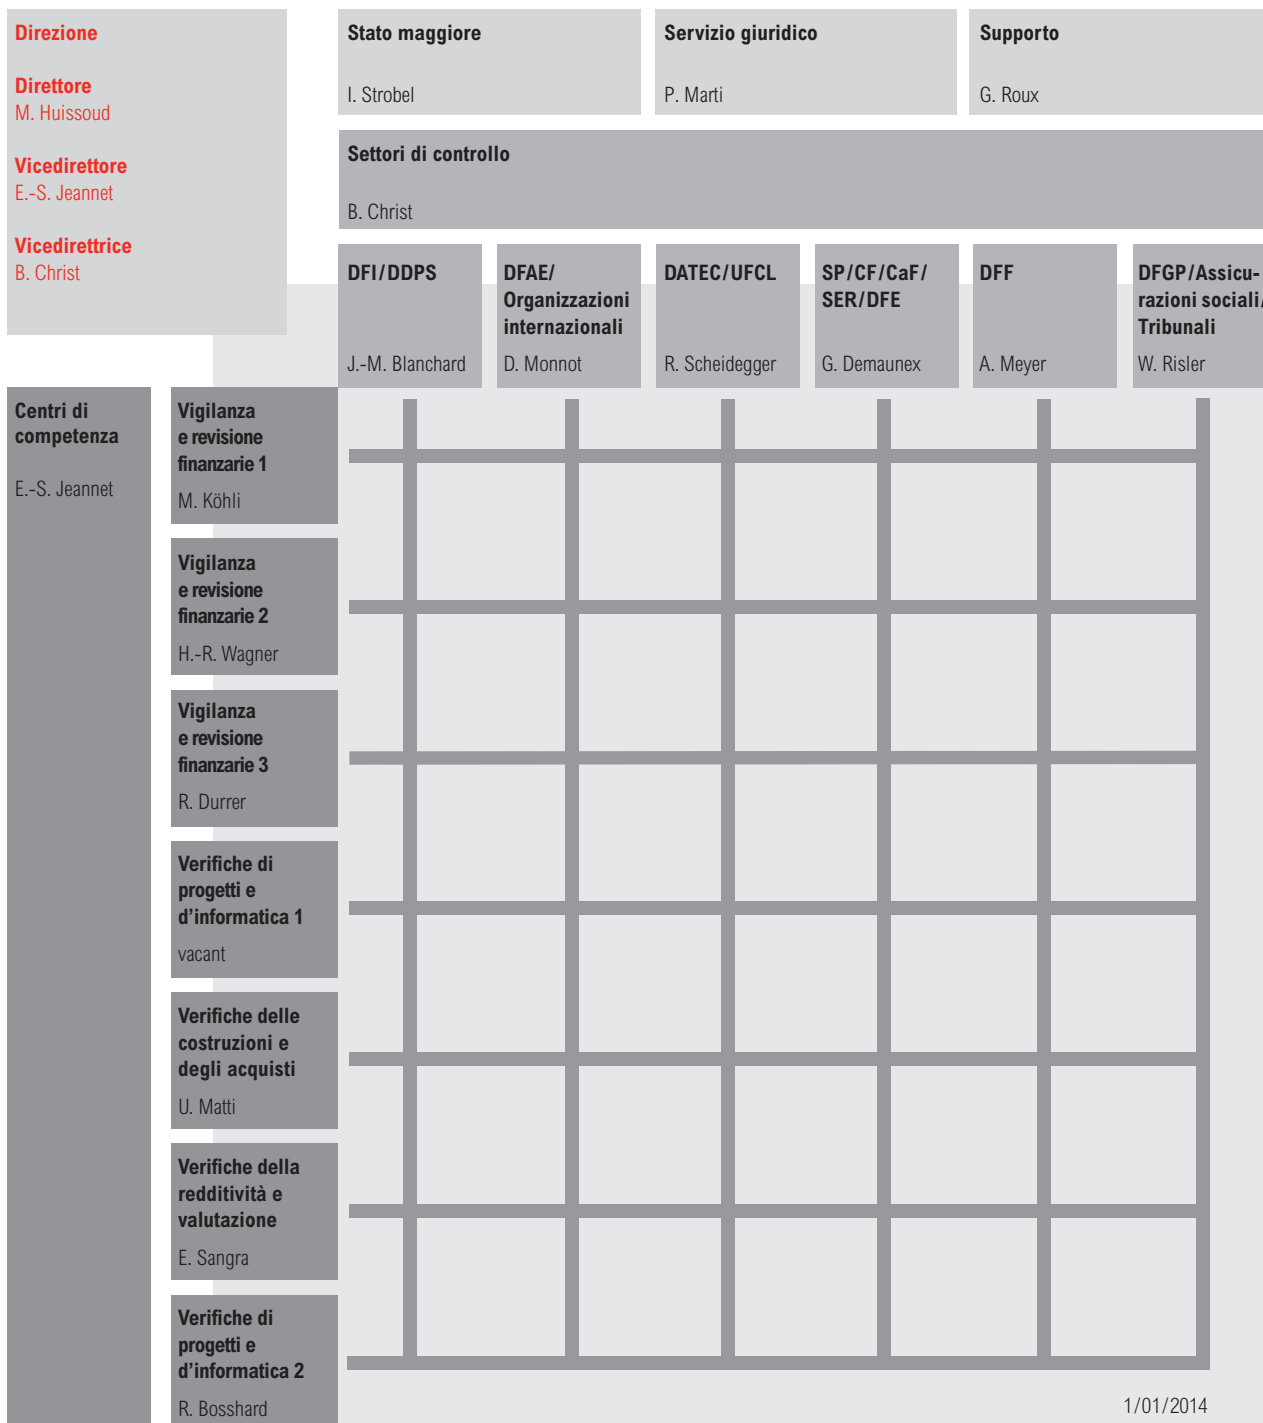 Direzione
Direttore
M. Huissoud
Vicedirettore
E.-S. Jeannet
Vicedirettrice
B. Christ
Stato maggiore
I. Strobel
Servizio giuridico
P. Marti
Supporto
G. Roux
Settori di controllo
B. Christ
DFI/DDPS
J.-M. Blanchard
DFAE/
Organizzazioni
internazionali
D. Monnot
DATEC/UFCL
R. Scheidegger
SP/CF/CaF/
SER/DFE
G. Demaunex
DFF
A. Meyer
DFGP/Assicu-
razioni sociali/
Tribunali
W. Risler
Centri di
competenza
E.-S. Jeannet
Vigilanza
e revisione
finanzarie 1
M. Köhli
Vigilanza
e revisione
finanzarie 2
H.-R. Wagner
Vigilanza
e revisione
finanzarie 3
R. Durrer
Verifiche di
progetti e
d’informatica 1
vacant
Verifiche delle
costruzioni e
degli acquisti
U. Matti
Verifiche della
redditività e
valutazione
E. Sangra
Verifiche di
progetti e
d’informatica 2
R. Bosshard
1/01/2014